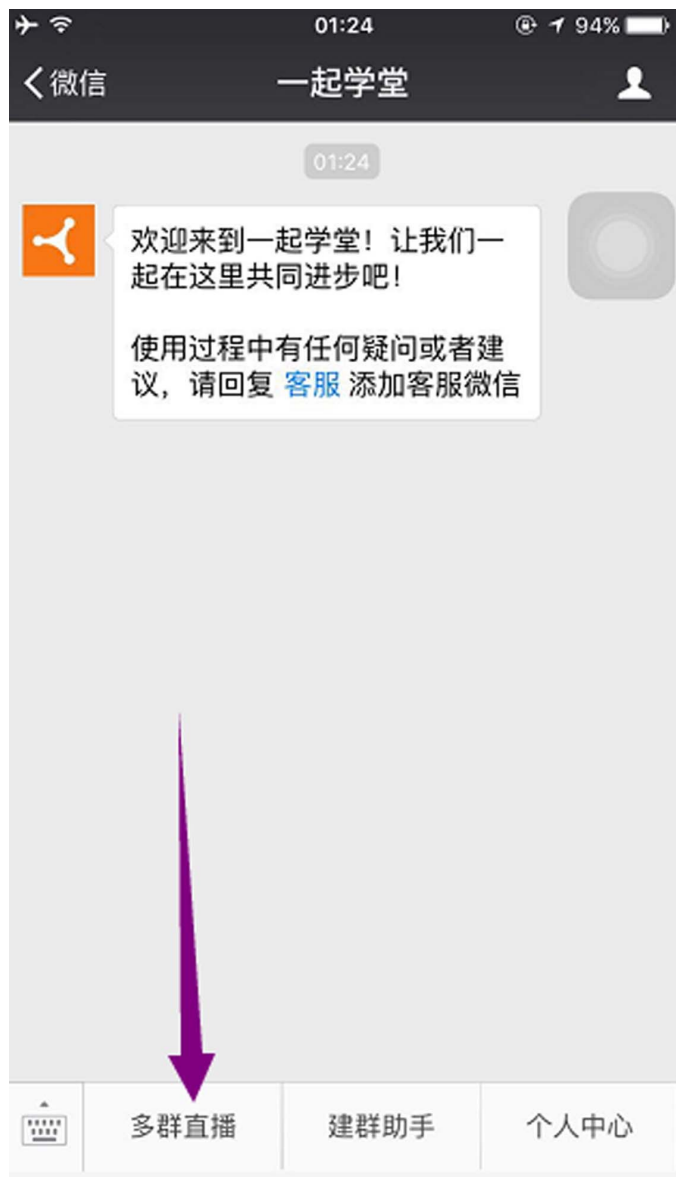 01:24
94%
微信
一起学堂
01:24
欢迎来到一起学堂！让我们一
起在这里共同进步吧！
使用过程中有任何疑问或者建
议，请回复 客服 添加客服微信
多群直播
建群助手
个人中心